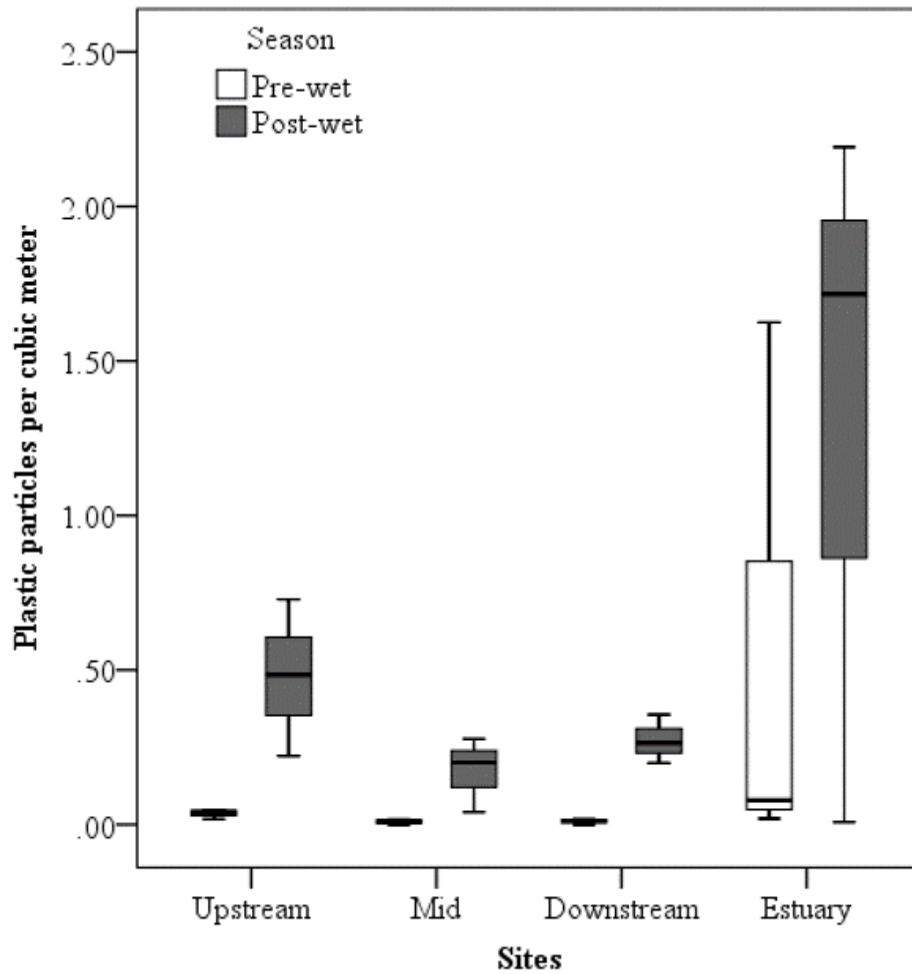 Season
Pre-wet
Post-wet
Plastic particles per cubic meter
2.50
2.00
1.50
1.00
.50
.00
Upstream Mid Downstream Estuary
Sites